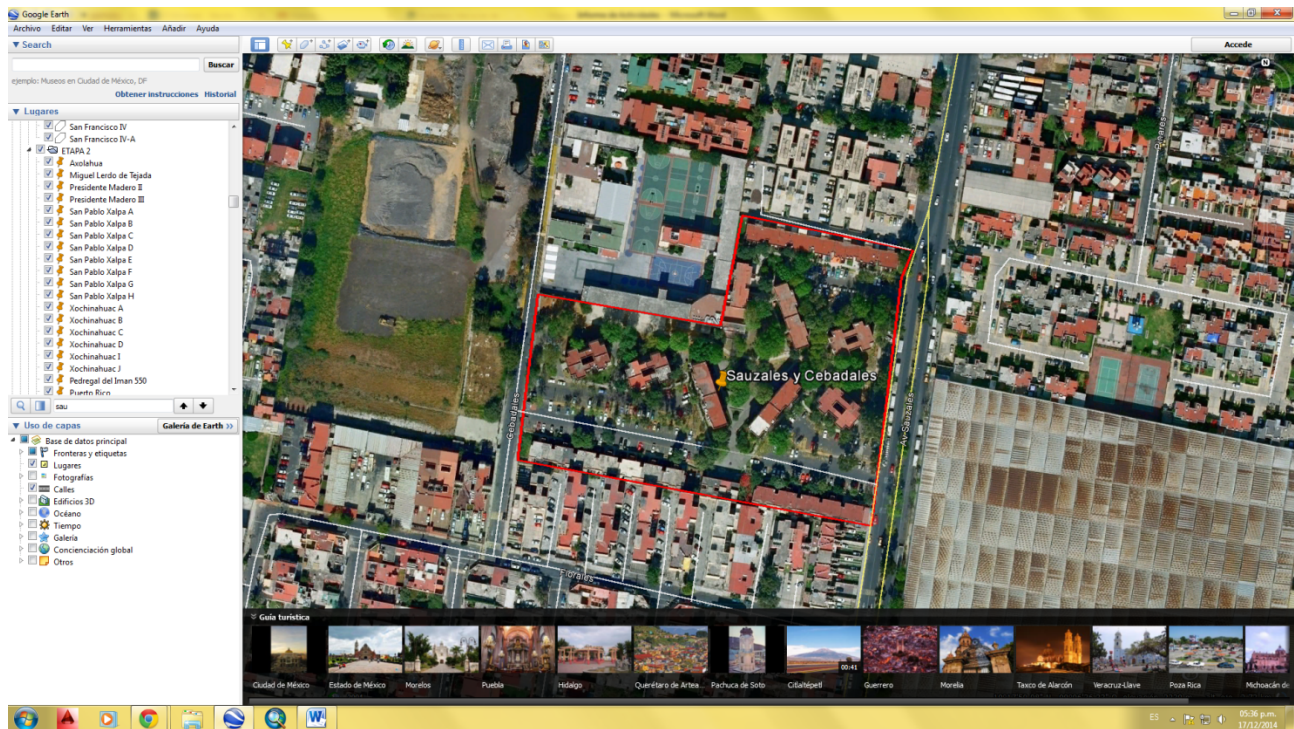 Google Earth
Archivo Editar Ver Herramientas Añadir Ayuda
▼ Search
Buscar
ejemplo: Museos en Ciudad de México, DF
Obtener instrucciones Historial
▼ Lugares
San Francisco IV
San Francisco IV-A
ETAPA 2
Axolahua
Miguel Lerdo de Tejada
Presidente Madero II
Presidente Madero III
San Pablo Xalpa A
San Pablo Xalpa B
San Pablo Xalpa C
San Pablo Xalpa D
San Pablo Xalpa E
San Pablo Xalpa F
San Pablo Xalpa G
San Pablo Xalpa H
Xochinahuac A
Xochinahuac B
Xochinahuac C
Xochinahuac D
Xochinahuac I
Xochinahuac J
Pedregal del Iman 550
Puerto Rico
sau
▼ Uso de capas Galería de Earth >>
Base de datos principal
Fronteras y etiquetas
Lugares
Fotografías
Calles
Edificios 3D
Océano
Tiempo
Galería
Concienciación global
Otros
Accede
N
Pinares
Sauzales y Cebadales
Cebadales
Av-Sauzales
Fibrales
Guía turística
00:41
Ciudad de México Estado de México Morelos Puebla Hidalgo Querétaro de Artea Pachuca de Soto Citlaltépetl Guerrero Morelia Taxco de Alarcón Veracruz-Llave Poza Rica Michoacán de
ES 05:36 p.m.
17/12/2014